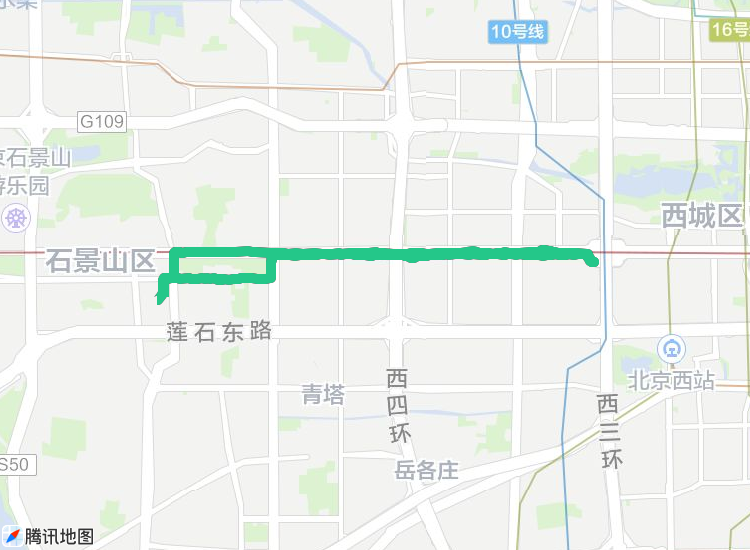 10号线
16号
G109
石景山
游乐园
西城区
石景山区
莲石东路
北京西站
青塔
西四环
西三环
岳各庄
S50
腾讯地图